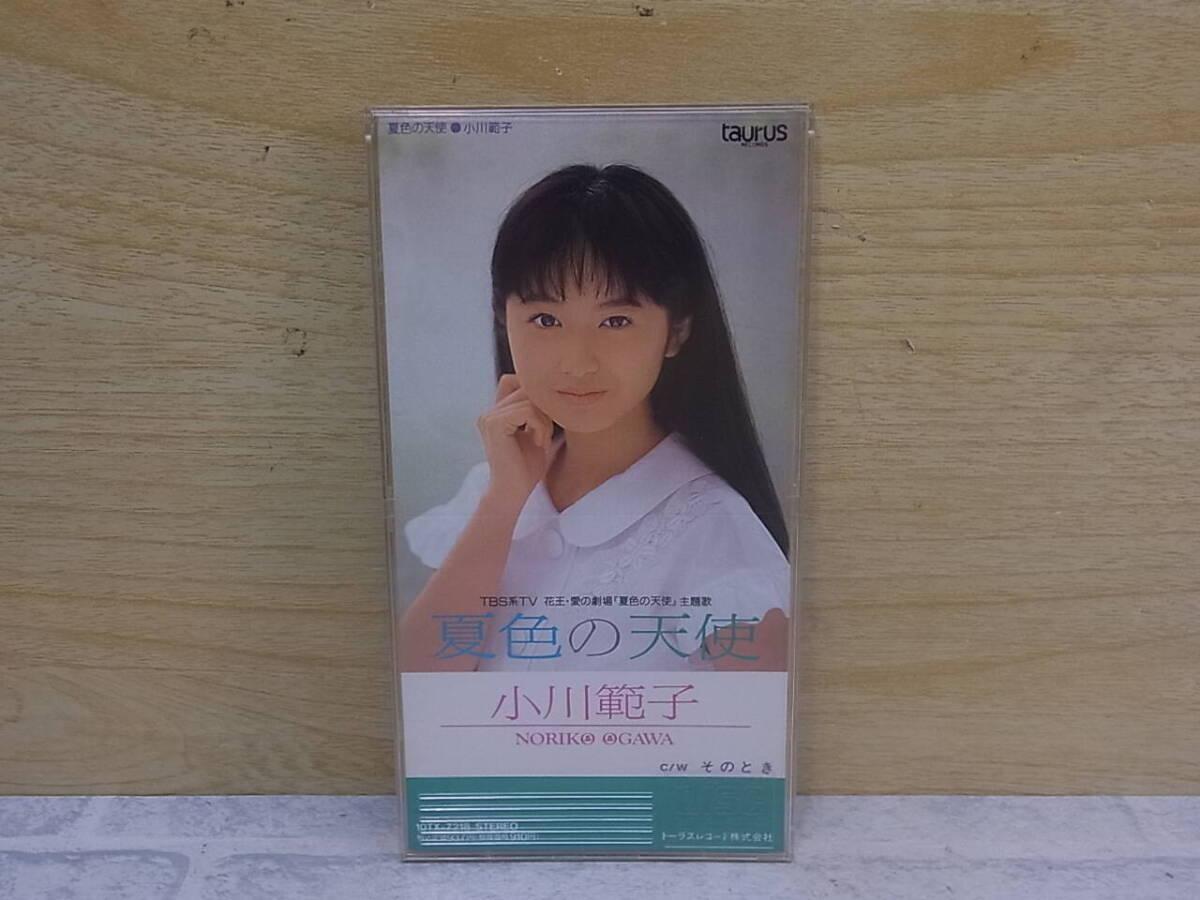 夏色の天使●小川範子
taurus
RECORDS
TBS系TV 花王・愛の劇場「夏色の天使」主題歌
夏色の天使
小川範子
NORIKO OGAWA
C/W そのとき
10TX-7218 STEREO
トーラスレコード株式会社